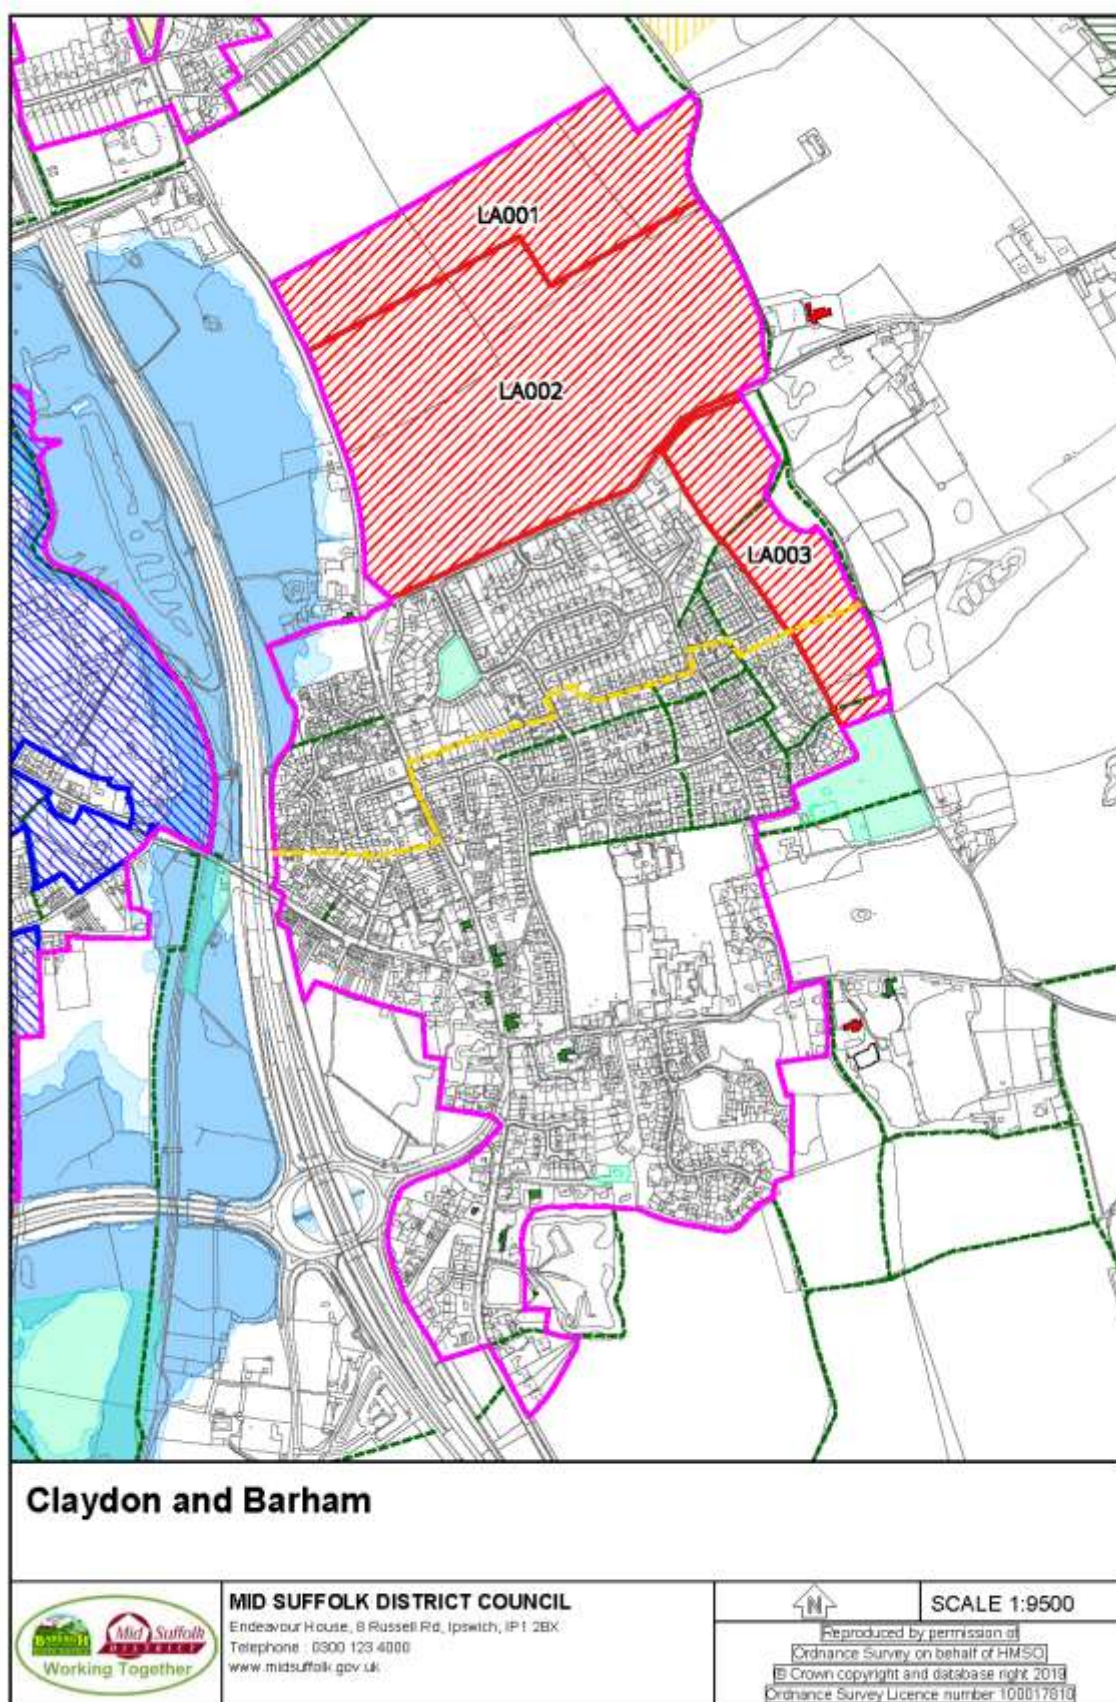 LA001
LA002
LA003
Claydon and Barham
BABERGH
Mid Suffolk
DISTRICT
Working Together
MID SUFFOLK DISTRICT COUNCIL
Endeavour House, 8 Russell Rd, Ipswich, IP1 2BX
Telephone : 0300 123 4000
www.midsuffolk.gov.uk
N
SCALE 1:9500
Reproduced by permission of
Ordnance Survey on behalf of HMSO
© Crown copyright and database right 2019
Ordnance Survey Licence number 100017810